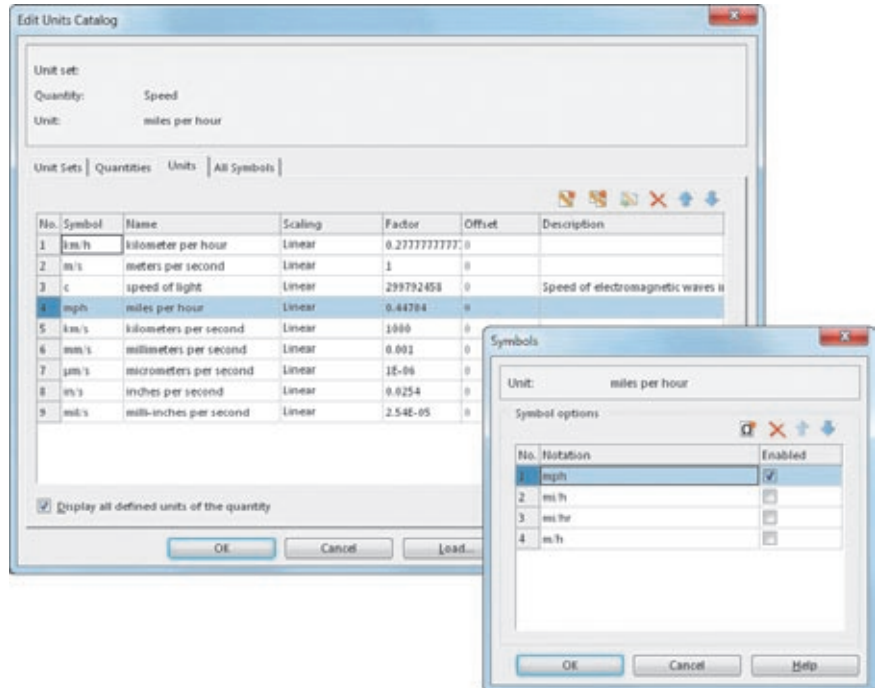 Edit Units Catalog
Unit set:
Quantity: Speed
Unit: miles per hour
Unit Sets Quantities Units All Symbols
No. Symbol Name Scaling Factor Offset Description
1 km/h kilometer per hour Linear 0.2777777777 0
2 m/s meters per second Linear 1 0
3 c speed of light Linear 299792458 0 Speed of electromagnetic waves i
4 mph miles per hour Linear 0.44704 0
5 km/s kilometers per second Linear 1000 0
6 mm/s millimeters per second Linear 0.001 0
7 µm/s micrometers per second Linear 1E-06 0
8 in/s inches per second Linear 0.0254 0
9 mil/s milli-inches per second Linear 2.54E-05 0
Display all defined units of the quantity
OK Cancel Load...
Symbols
Unit: miles per hour
Symbol options
No. Notation Enabled
1 mph
2 mi/h
3 mi/hr
4 m/h
OK Cancel Help